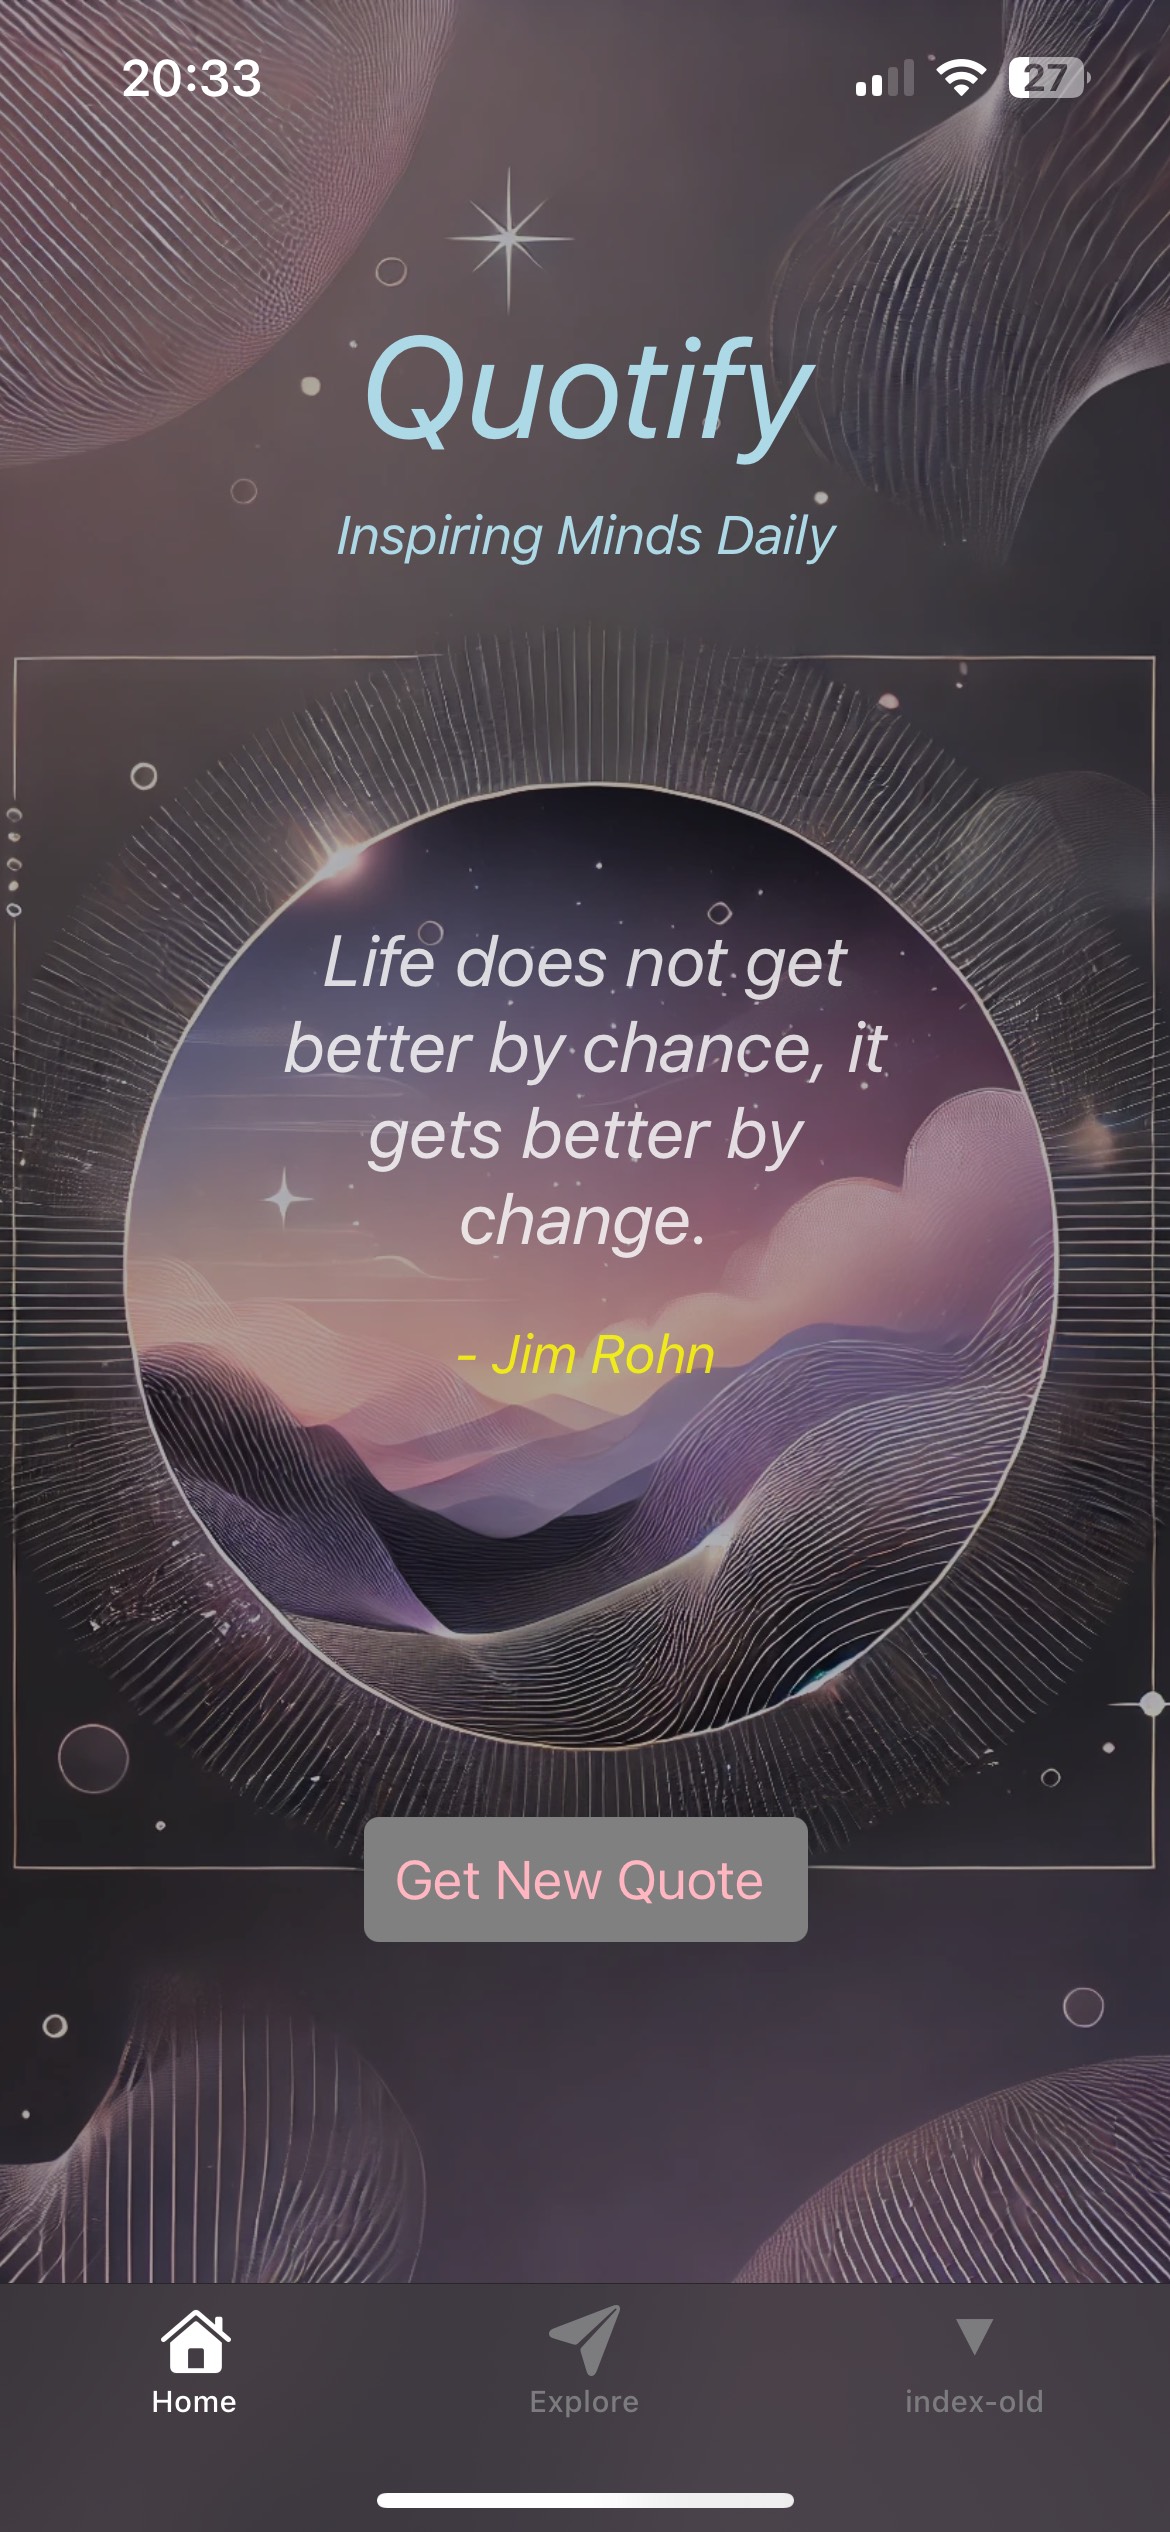 20:33
27
Quotify
Inspiring Minds Daily
Life does not get
better by chance, it
gets better by
change.
- Jim Rohn
Get New Quote
Home
Explore
index-old